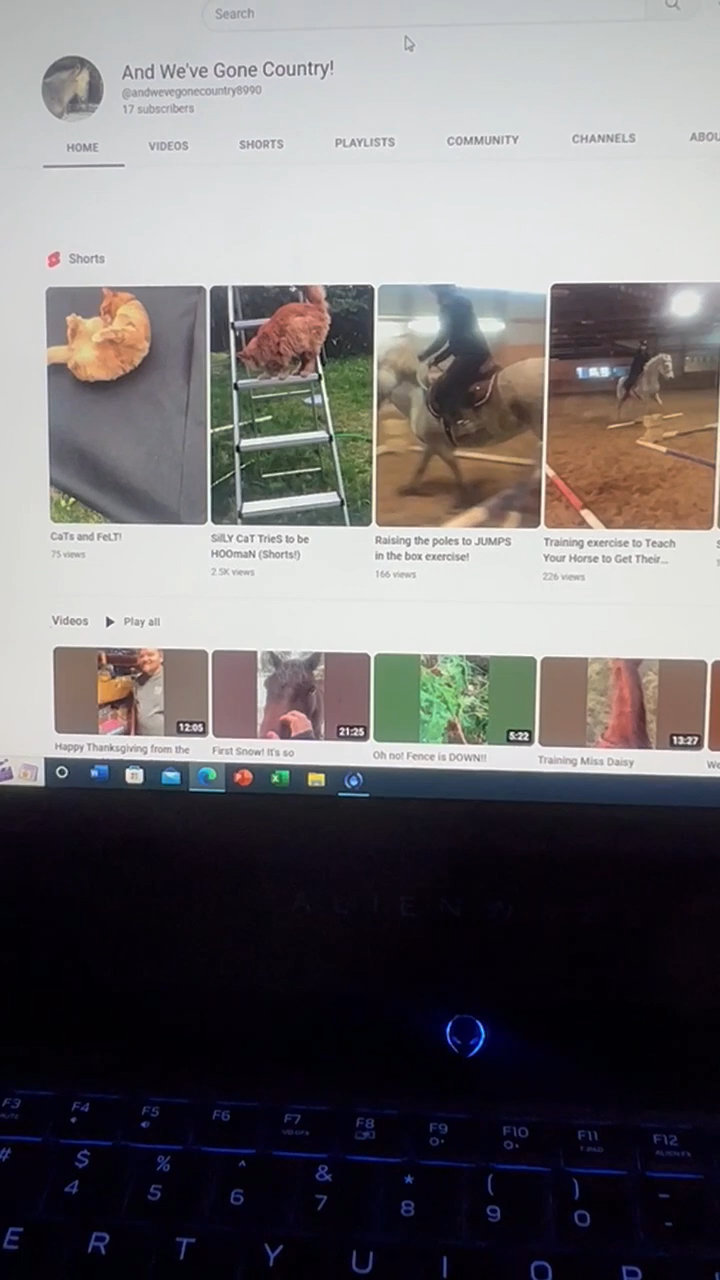 Search
And We've Gone Country!
@andwevegonecountry8990
17 subscribers
HOME VIDEOS SHORTS PLAYLISTS COMMUNITY CHANNELS ABOU
Shorts
CaTs and FeLT!
75 views
SiLLY CaT TrieS to be
HOOmaN (Shorts!)
2.5K views
Raising the poles to JUMPS
in the box exercise!
166 views
Training exercise to Teach
Your Horse to Get Their...
226 views
Videos Play all
12:05
21:25
5:22
13:27
Happy Thanksgiving from the
First Snow! It's so
Oh no! Fence is DOWN!!
Training Miss Daisy
We
ALIENW
F3 F4 F5 F6 F7 F8 F9 F10 F11 F12
# $ % ^ & * ( ) –
4 5 6 7 8 9 0 -
E R T Y U I O P